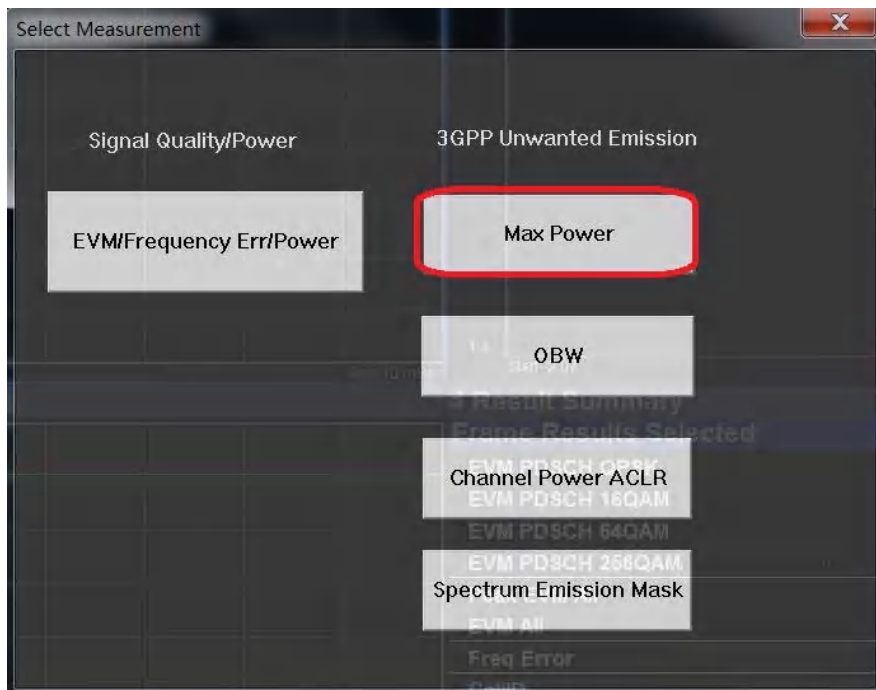 Select Measurement
X
Signal Quality/Power
3GPP Unwanted Emission
EVM/Frequency Err/Power
Max Power
OBW
4 Result Summary
Frame Results Selected
EVM PDSCH QPSK
Channel Power ACLR
EVM PDSCH 16QAM
EVM PDSCH 64QAM
EVM PDSCH 256QAM
Spectrum Emission Mask
EVM All
Freq Error